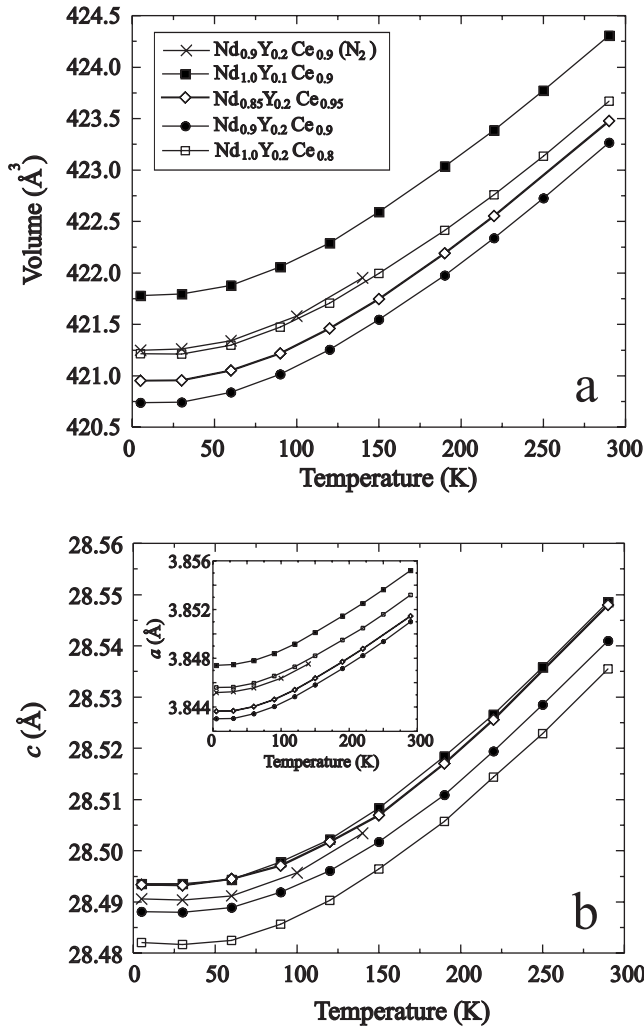 424.5
424.0
423.5
423.0
422.5
422.0
421.5
421.0
420.5
Volume (Å³)
Nd₀.₉Y₀.₂Ce₀.₉ (N₂)
Nd₁.₀Y₀.₁Ce₀.₉
Nd₀.₈₅Y₀.₂Ce₀.₉₅
Nd₀.₉Y₀.₂Ce₀.₉
Nd₁.₀Y₀.₂Ce₀.₈
a
0 50 100 150 200 250 300
Temperature (K)
28.56
28.55
28.54
28.53
28.52
28.51
28.50
28.49
28.48
c (Å)
3.856
3.852
3.848
3.844
a (Å)
0 100 200 300
Temperature (K)
b
0 50 100 150 200 250 300
Temperature (K)